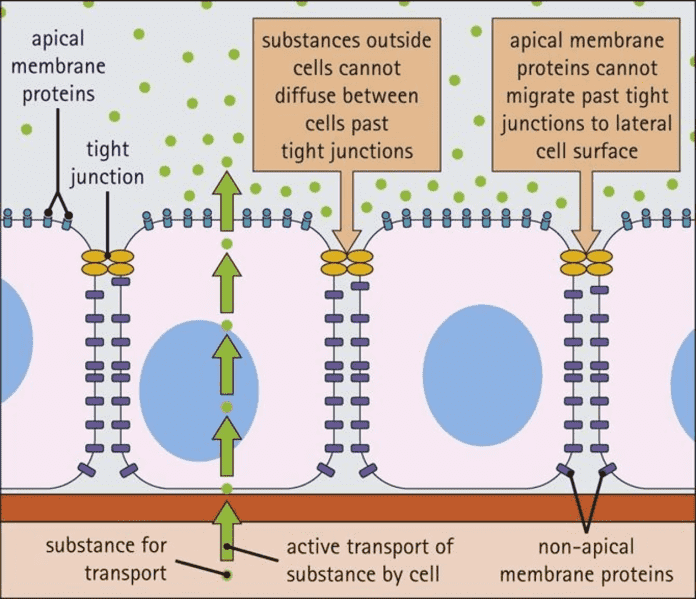 apical
membrane
proteins
tight
junction
substances outside
cells cannot
diffuse between
cells past
tight junctions
apical membrane
proteins cannot
migrate past tight
junctions to lateral
cell surface
substance for
transport
active transport of
substance by cell
non-apical
membrane proteins